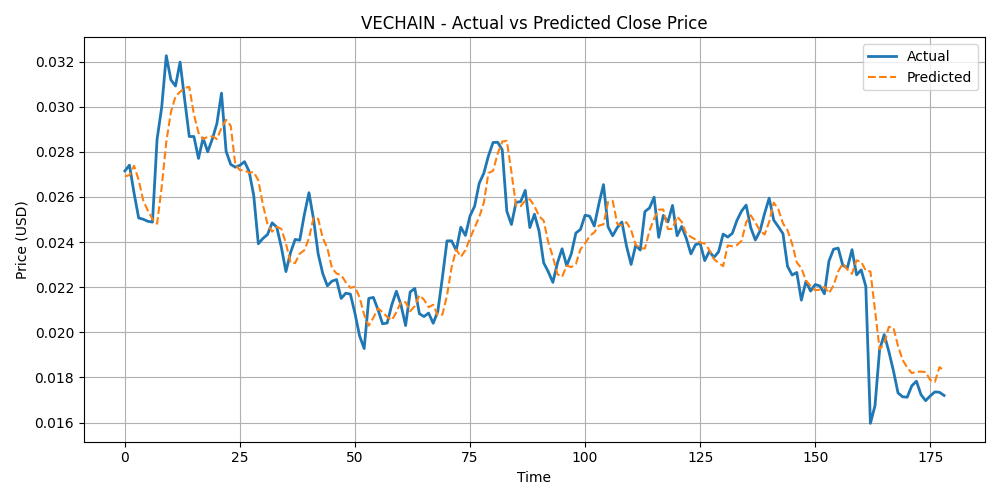 VECHAIN - Actual vs Predicted Close Price
Actual
Predicted
Price (USD)
0.032
0.030
0.028
0.026
0.024
0.022
0.020
0.018
0.016
0 25 50 75 100 125 150 175
Time